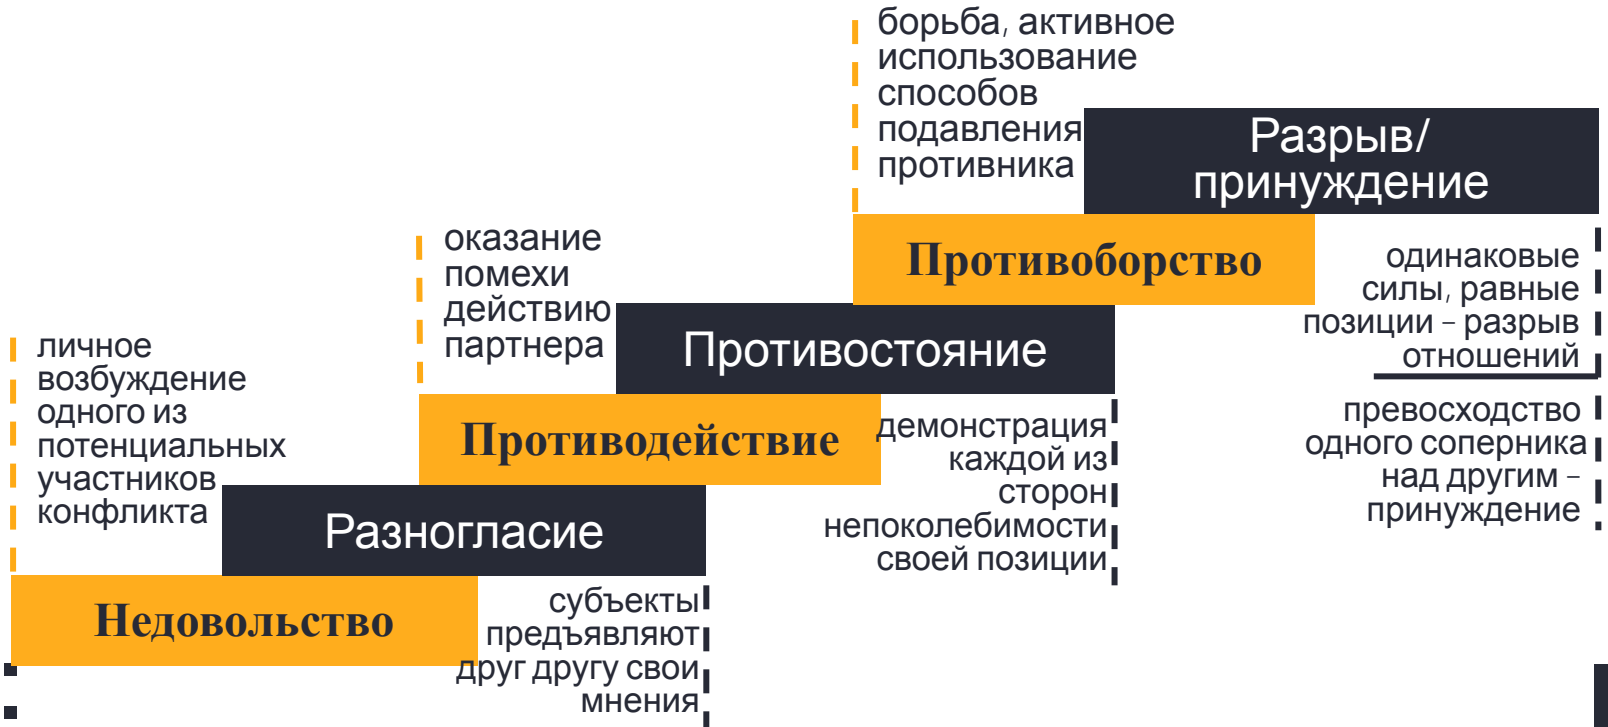 борьба, активное
использование
способов
подавления
противника
Разрыв/
принуждение
оказание
помехи
действию
партнера
Противоборство
одинаковые
силы, равные
позиции – разрыв
отношений
личное
возбуждение
одного из
потенциальных
участников
конфликта
Противостояние
превосходство
одного соперника
над другим –
принуждение
Противодействие
демонстрация
каждой из
сторон
непоколебимости
своей позиции
Разногласие
Недовольство
субъекты
предъявляют
друг другу свои
мнения